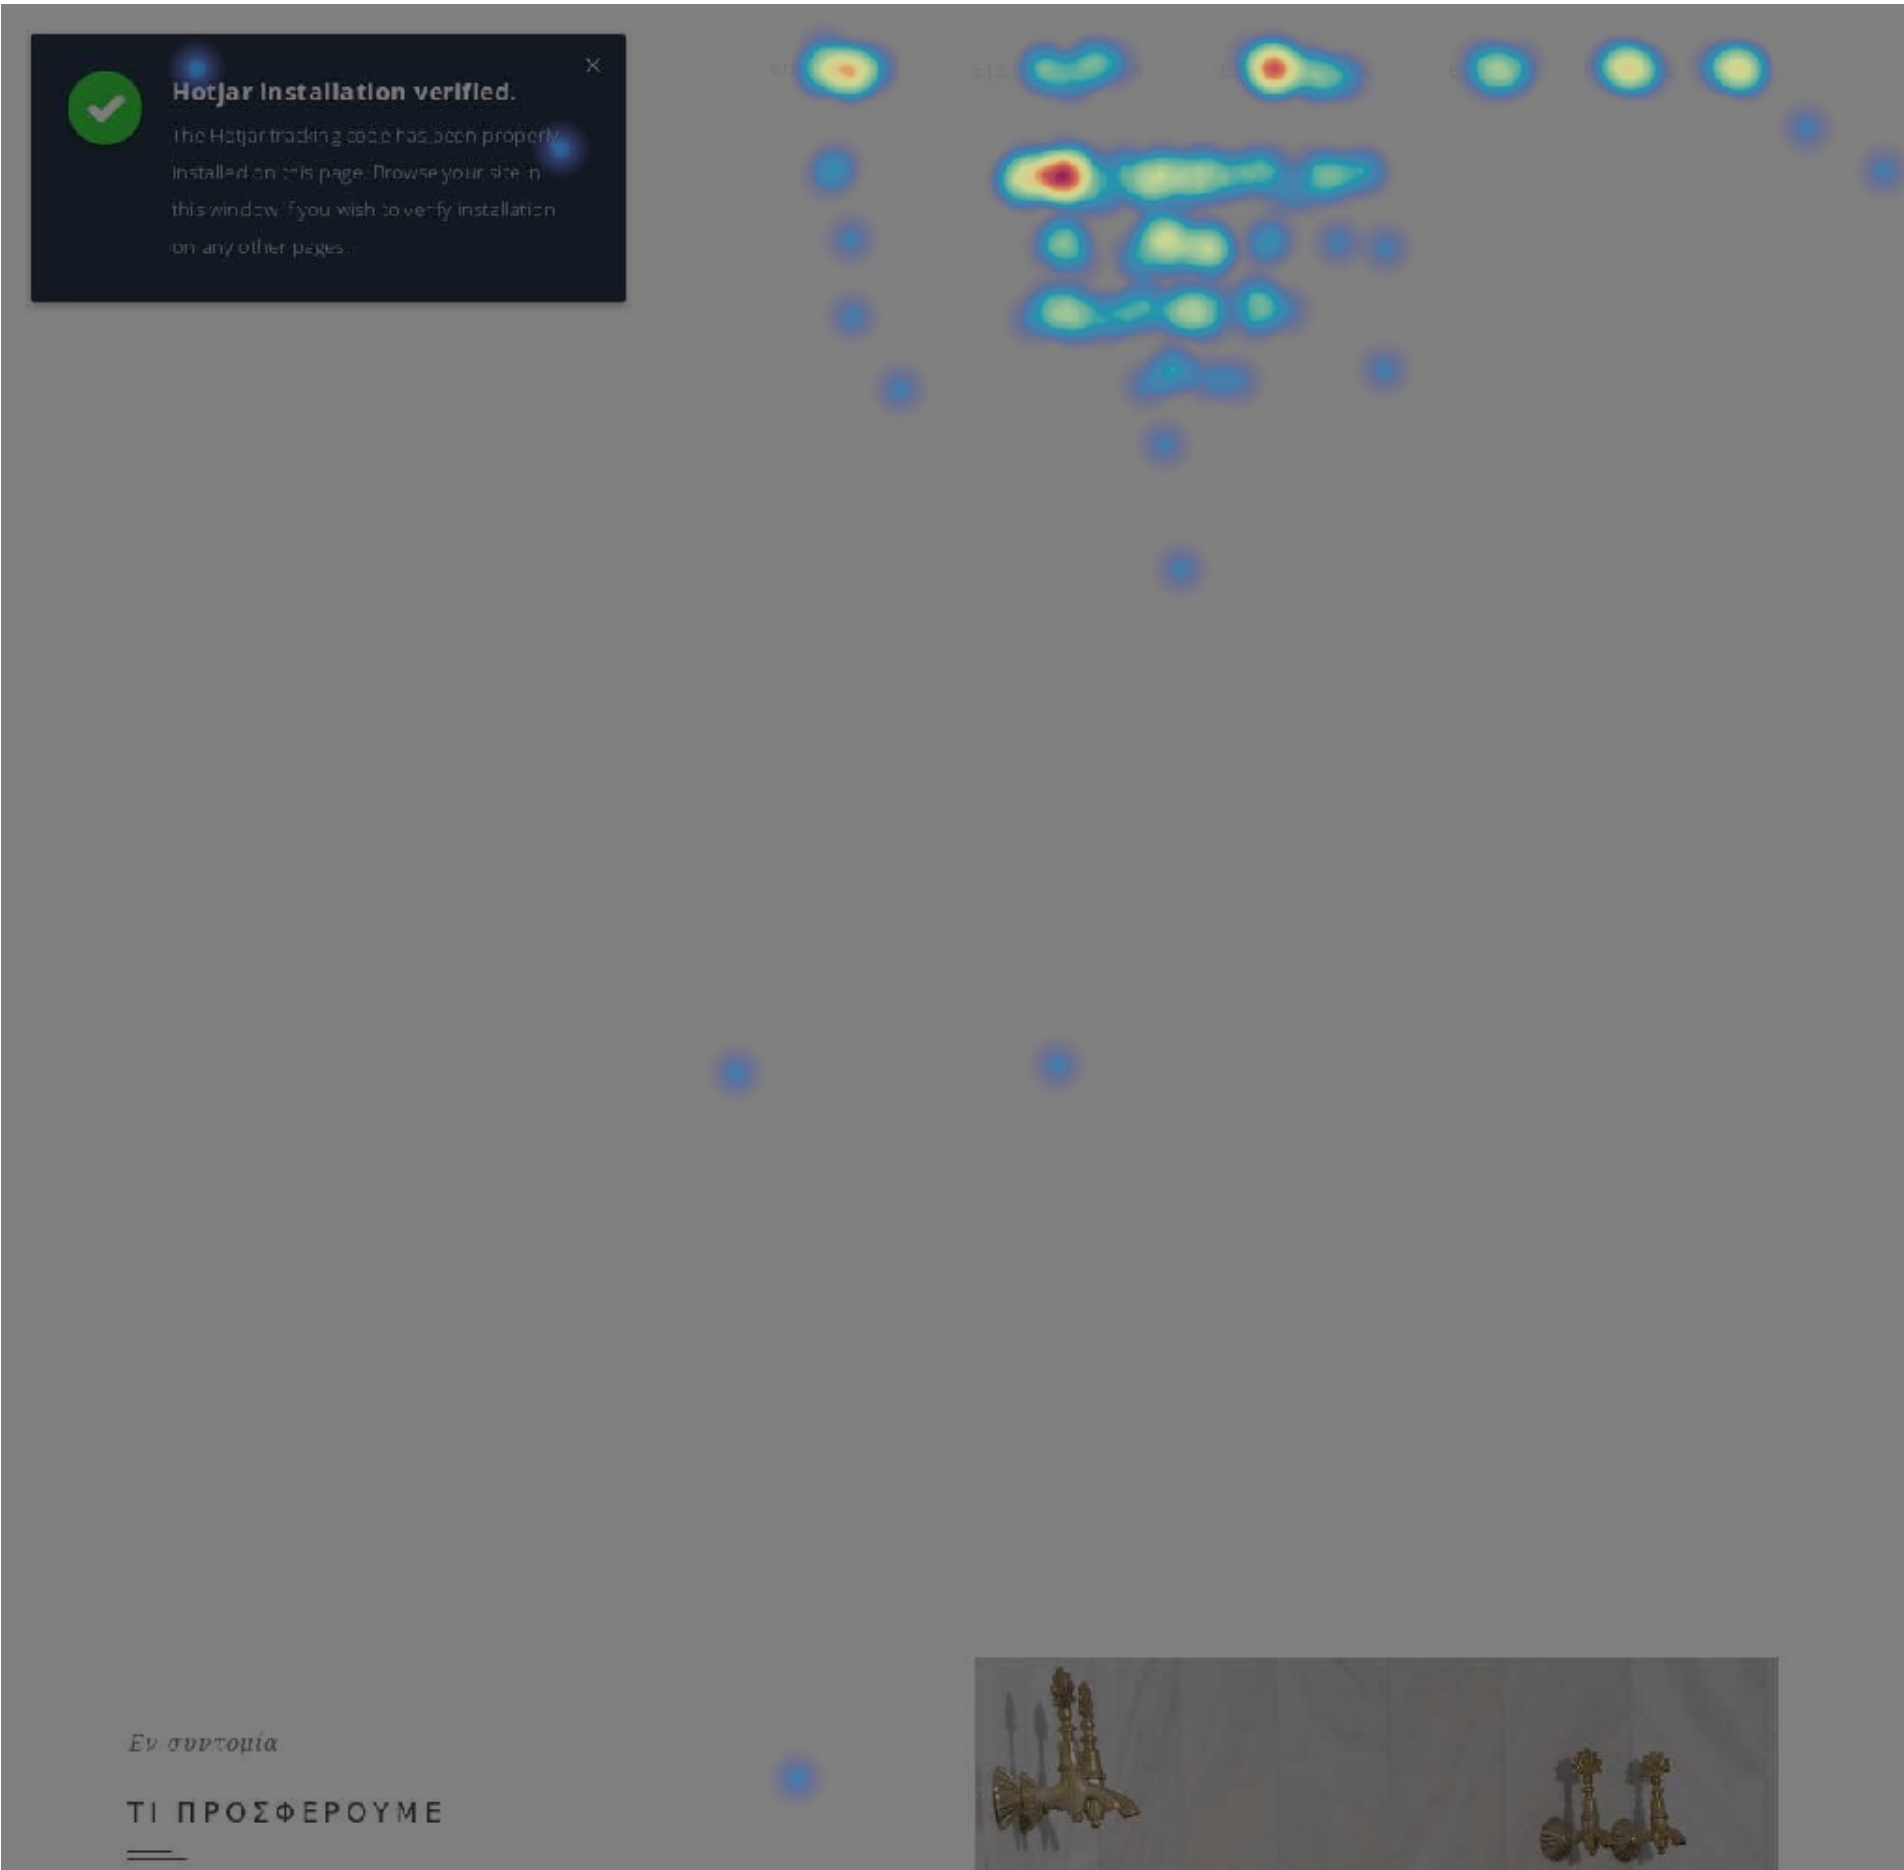 Hotjar installation verified.
The Hotjar tracking code has been properly
installed on this page. Browse your site in
this window if you wish to verify installation
on any other pages.
Εν συντομία
ΤΙ ΠΡΟΣΦΕΡΟΥΜΕ